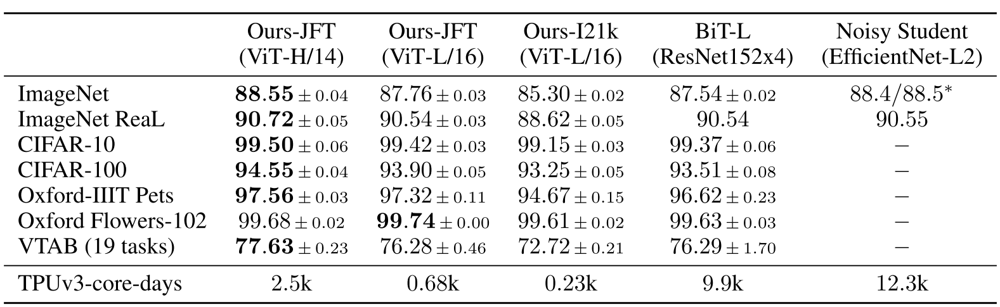 Ours-JFT Ours-JFT Ours-I21k BiT-L Noisy Student
(ViT-H/14) (ViT-L/16) (ViT-L/16) (ResNet152x4) (EfficientNet-L2)
ImageNet 88.55 ± 0.04 87.76 ± 0.03 85.30 ± 0.02 87.54 ± 0.02 88.4/88.5*
ImageNet ReaL 90.72 ± 0.05 90.54 ± 0.03 88.62 ± 0.05 90.54 90.55
CIFAR-10 99.50 ± 0.06 99.42 ± 0.03 99.15 ± 0.03 99.37 ± 0.06 −
CIFAR-100 94.55 ± 0.04 93.90 ± 0.05 93.25 ± 0.05 93.51 ± 0.08 −
Oxford-IIIT Pets 97.56 ± 0.03 97.32 ± 0.11 94.67 ± 0.15 96.62 ± 0.23 −
Oxford Flowers-102 99.68 ± 0.02 99.74 ± 0.00 99.61 ± 0.02 99.63 ± 0.03 −
VTAB (19 tasks) 77.63 ± 0.23 76.28 ± 0.46 72.72 ± 0.21 76.29 ± 1.70 −
TPUv3-core-days 2.5k 0.68k 0.23k 9.9k 12.3k